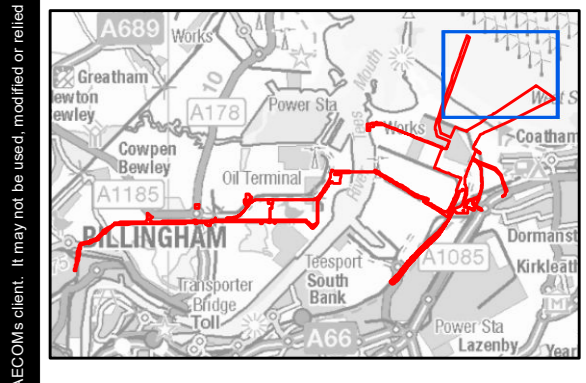 AECOMs client. It may not be used, modified or relied
A689
Works
Greatham
A178
Power Sta
Tees
Mouth
Works
West S
Coatham
Cowpen
Bewley
Oil Terminal
River
A1185
BILLINGHAM
Dormanst
Kirkleath
Transporter
Bridge
Toll
Teesport
South
Bank
A1085
A66
Power Sta
Lazenby
Year